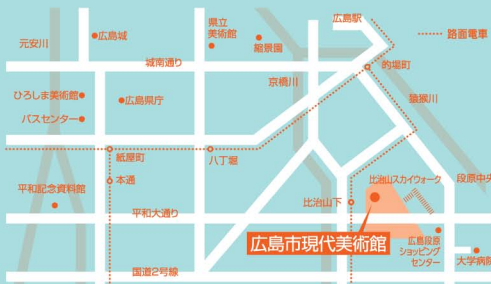 広島駅
県立
美術館
縮景園
路面電車
元安川
広島城
城南通り
的場町
京橋川
猿猴川
ひろしま美術館
広島県庁
バスセンター
紙屋町
八丁堀
本通
比治山スカイウォーク
段原中央
平和記念資料館
比治山下
平和大通り
広島市現代美術館
広島段原
ショッピング
センター
大学病院
国道2号線